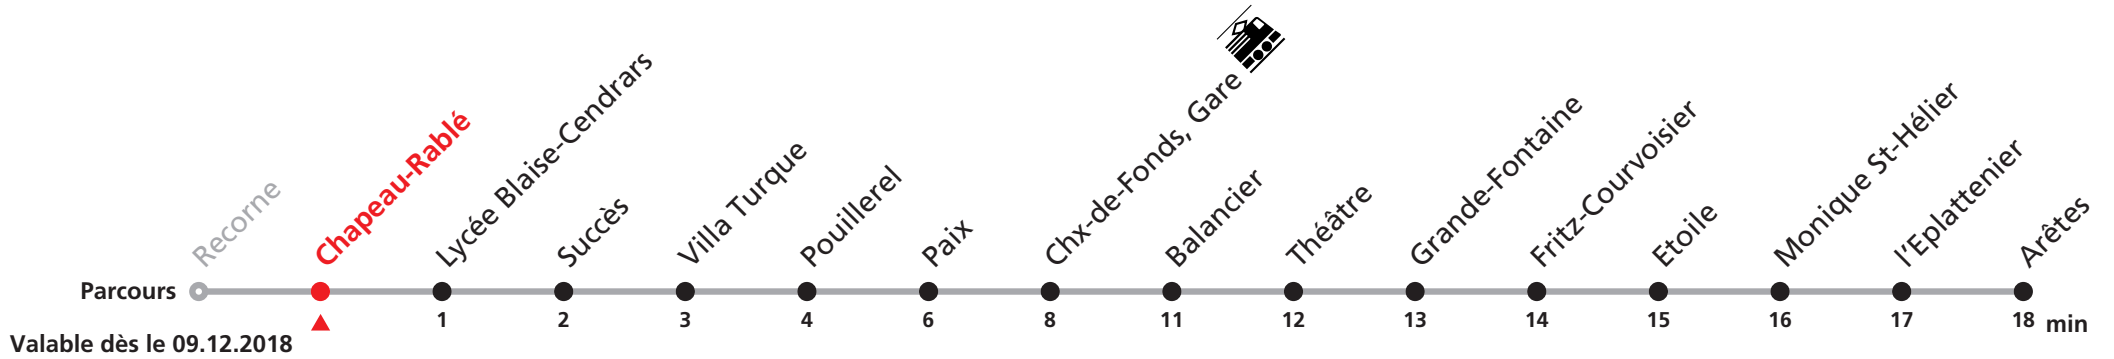 Recorne
Chapeau-Rablé
Lycée Blaise-Cendrars
Succès
Villa Turque
Pouillerel
Paix
Chx-de-Fonds, Gare
Balancier
Théâtre
Grande-Fontaine
Fritz-Courvoisier
Etoile
Monique St-Hélier
l'Eplattenier
Arêtes
Parcours
1 2 3 4 6 8 11 12 13 14 15 16 17 18 min
Valable dès le 09.12.2018